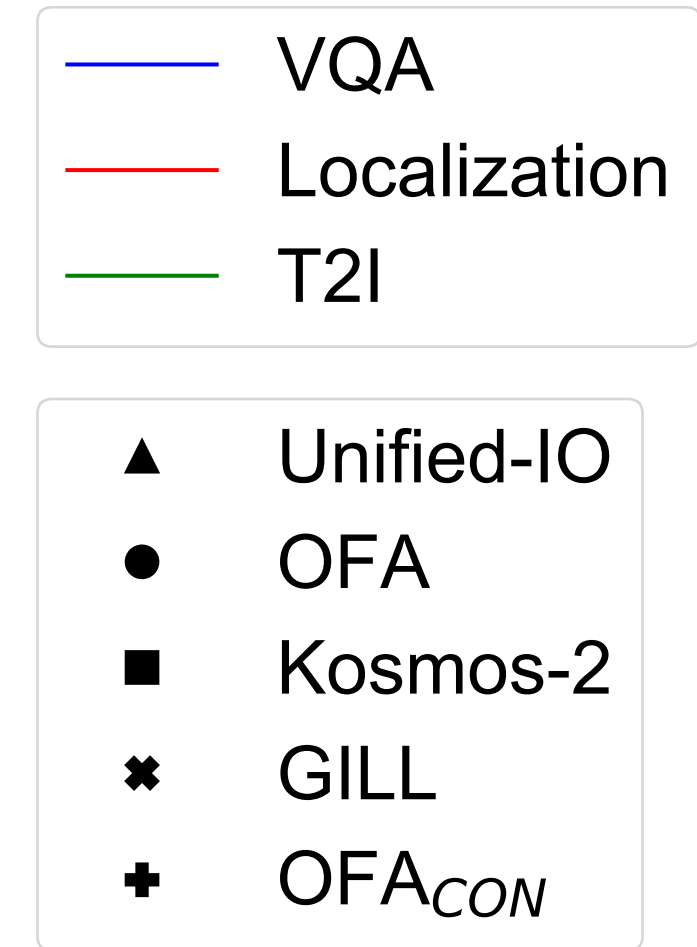 VQA
Localization
T2I
Unified-IO
OFA
Kosmos-2
GILL
OFACON